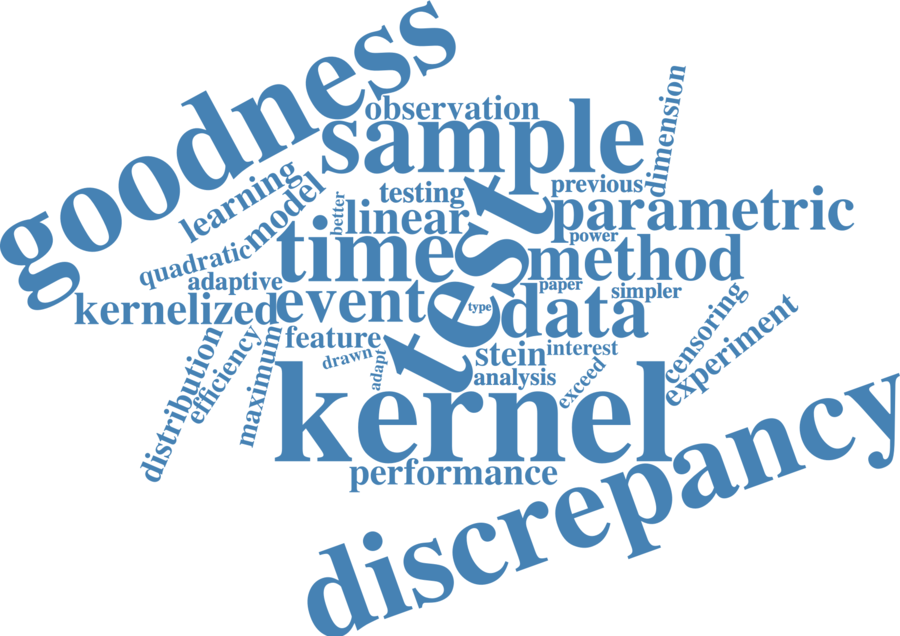 goodness
observation
sample
dimension
learning
model
better
testing
previous
linear
parametric
test
power
quadratic
time
method
adaptive
paper
simpler
kernelized
event
type
data
censoring
feature
experiment
distribution
efficiency
maximum
drawn
adapt
stein
interest
analysis
exceed
kernel
performance
discrepancy